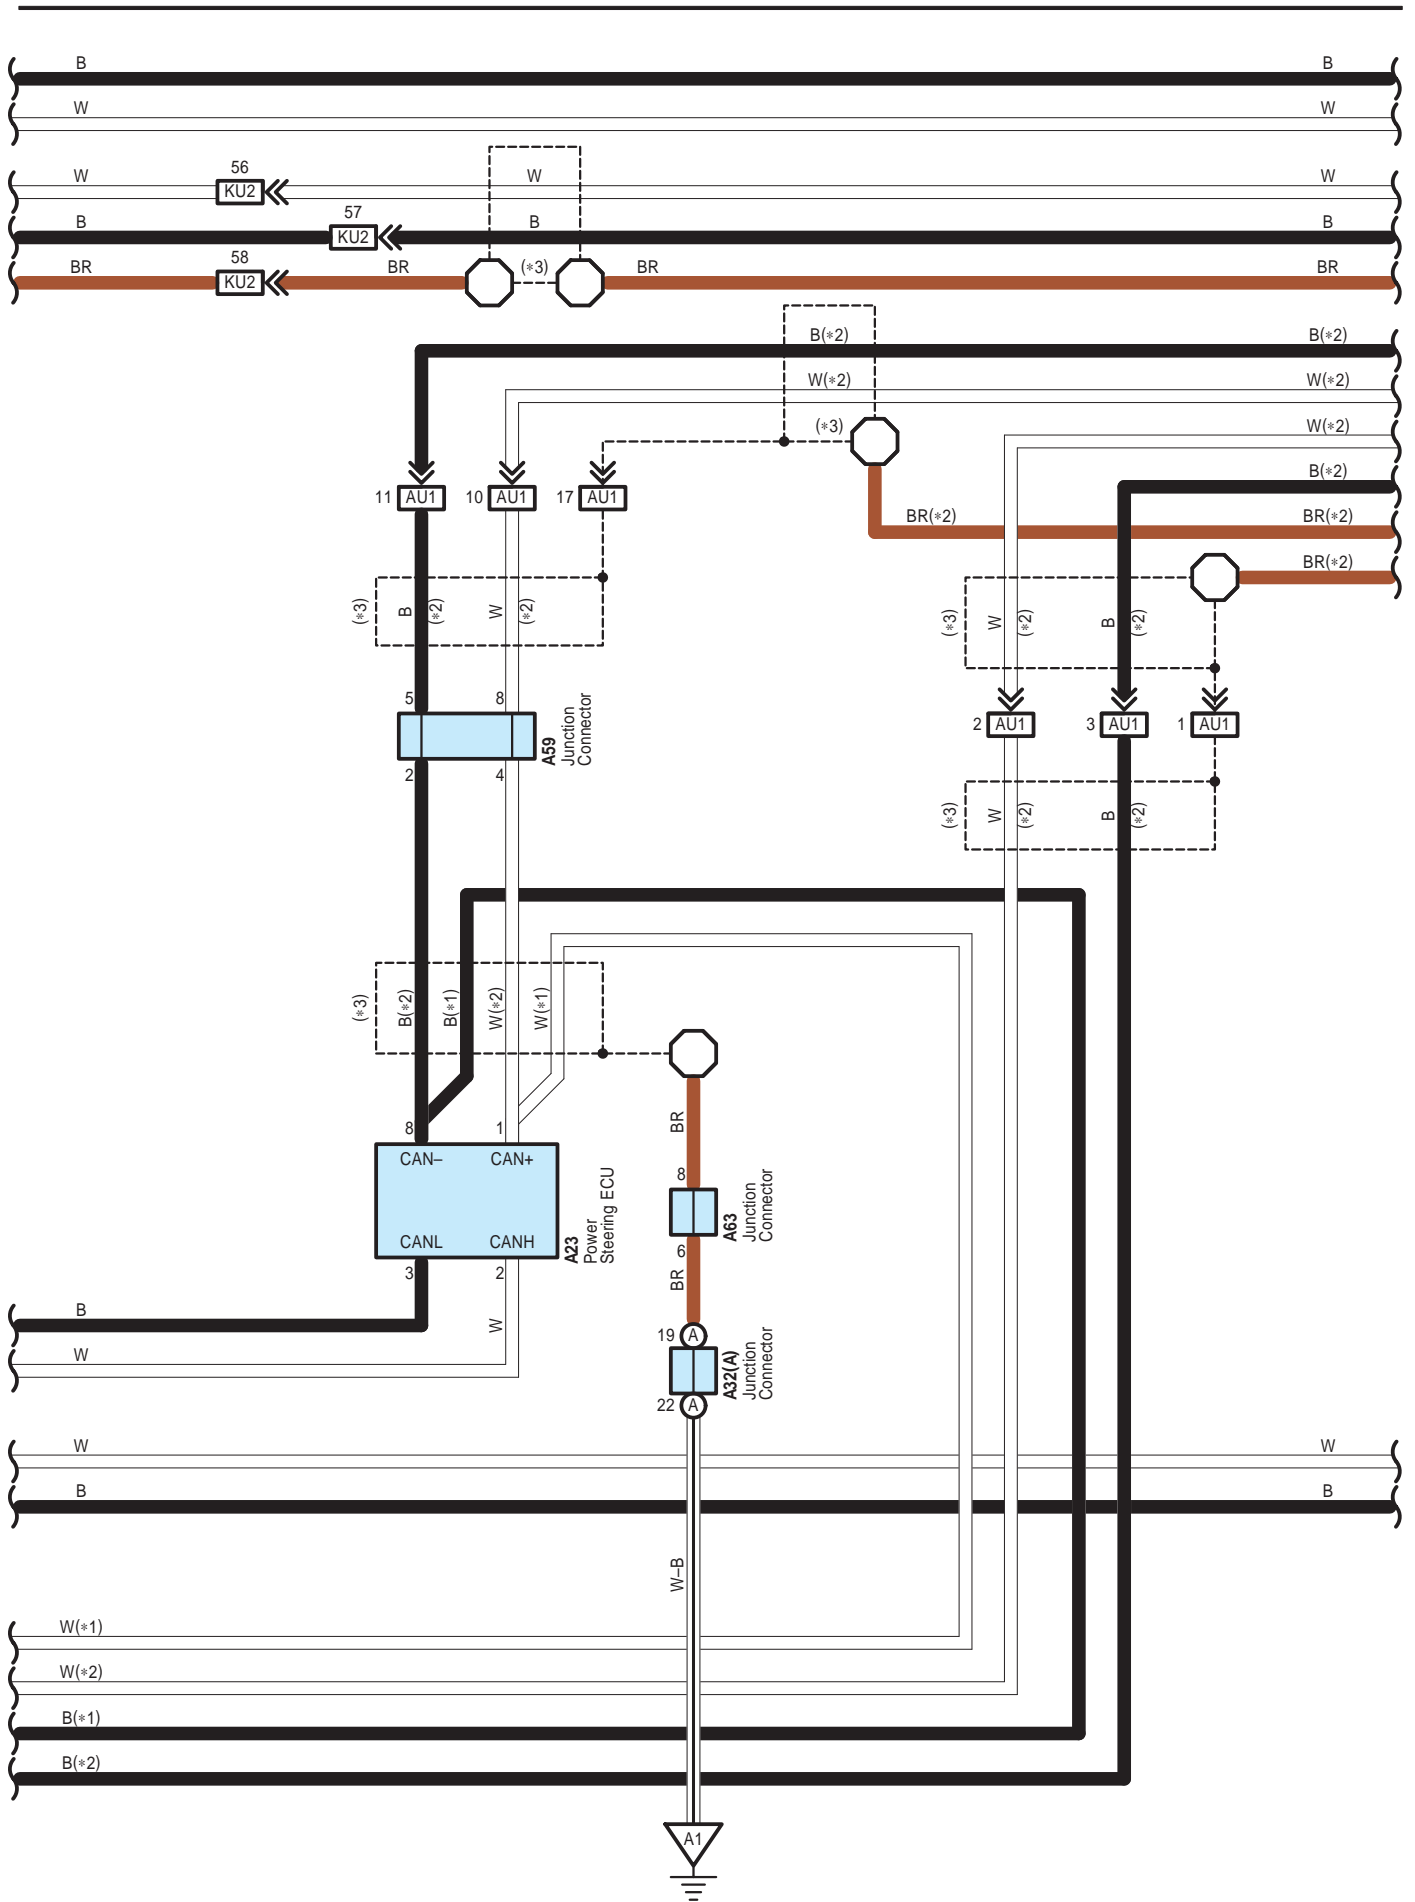 B B
W W
56
W KU2 W W
57
B KU2 B B
58
BR KU2 BR (*3) BR BR
B(*2) B(*2)
W(*2) W(*2)
(*3) W(*2)
B(*2)
11 AU1 10 AU1 17 AU1
BR(*2) BR(*2)
BR(*2)
(*3) B (*2) W (*2)
(*3) W (*2) B (*2)
5 8
A59
Junction
Connector
2 AU1 3 AU1 1 AU1
2 4
(*3) W (*2) B (*2)
(*3) B(*2) B(*1) W(*2) W(*1)
BR
8 1
CAN– CAN+
CANL CANH
A23
Power
Steering ECU
3 2
8
A63
Junction
Connector
6
BR
B
W
W
19 A
A32(A)
Junction
Connector
22 A
W W
B B
W–B
W(*1)
W(*2)
B(*1)
B(*2)
A1